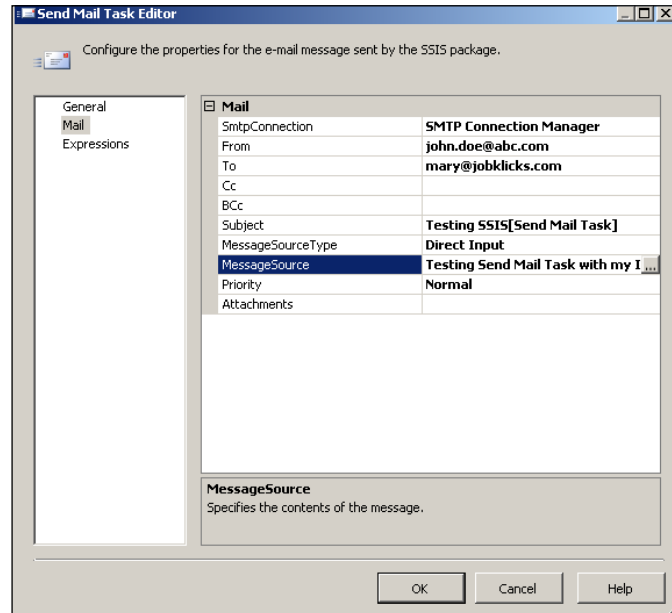 Send Mail Task Editor
Configure the properties for the e-mail message sent by the SSIS package.
General
Mail
Expressions
Mail
SmtpConnection SMTP Connection Manager
From john.doe@abc.com
To mary@jobklicks.com
Cc
BCc
Subject Testing SSIS[Send Mail Task]
MessageSourceType Direct Input
MessageSource Testing Send Mail Task with my I ...
Priority Normal
Attachments
MessageSource
Specifies the contents of the message.
OK Cancel Help